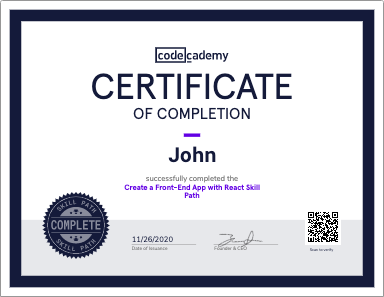 codecademy
CERTIFICATE
OF COMPLETION
John
successfully completed the
Create a Front-End App with React Skill
Path
SKILL PATH
COMPLETE
SKILL PATH
11/26/2020
Date of Issuance
Founder & CEO
Scan to verify